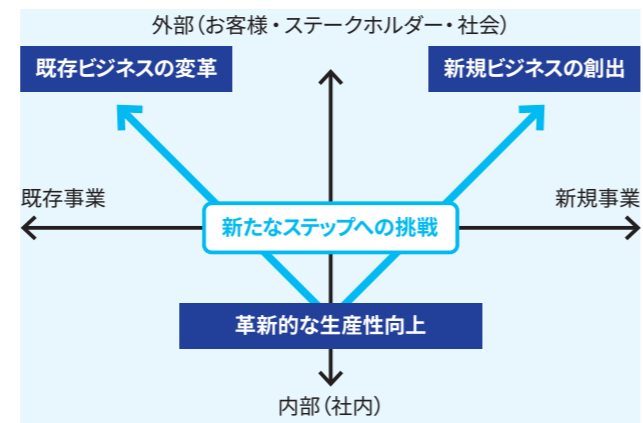 外部（お客様・ステークホルダー・社会）
既存ビジネスの変革
新規ビジネスの創出
既存事業
新規事業
新たなステップへの挑戦
革新的な生産性向上
内部（社内）